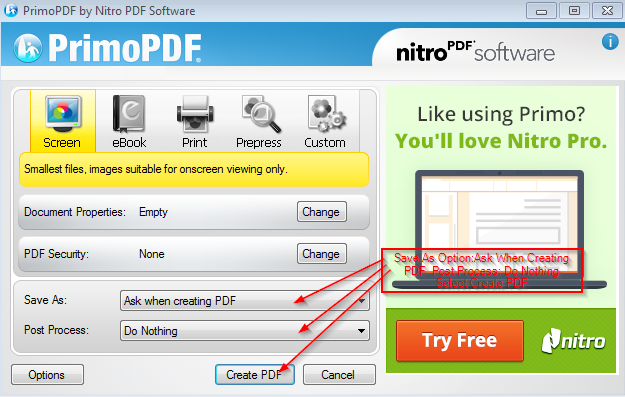 PrimoPDF by Nitro PDF Software
PrimoPDF®
nitroPDF® software
Screen
eBook
Print
Prepress
Custom
Smallest files, images suitable for onscreen viewing only.
Document Properties: Empty Change
PDF Security: None Change
Save As: Ask when creating PDF
Post Process: Do Nothing
Options Create PDF Cancel
Like using Primo?
You'll love Nitro Pro.
Save As Option:Ask When Creating
PDF Post Process: Do Nothing
Select Create PDF
Try Free nitro